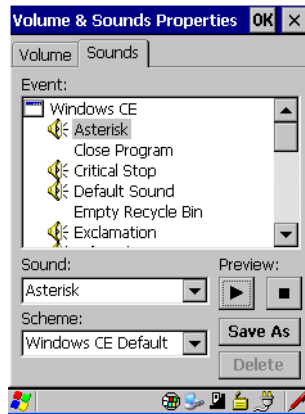 Volume & Sounds Properties OK ×
Volume Sounds
Event:
Windows CE
Asterisk
Close Program
Critical Stop
Default Sound
Empty Recycle Bin
Exclamation
Sound: Preview:
Asterisk
Scheme:
Windows CE Default
Save As
Delete